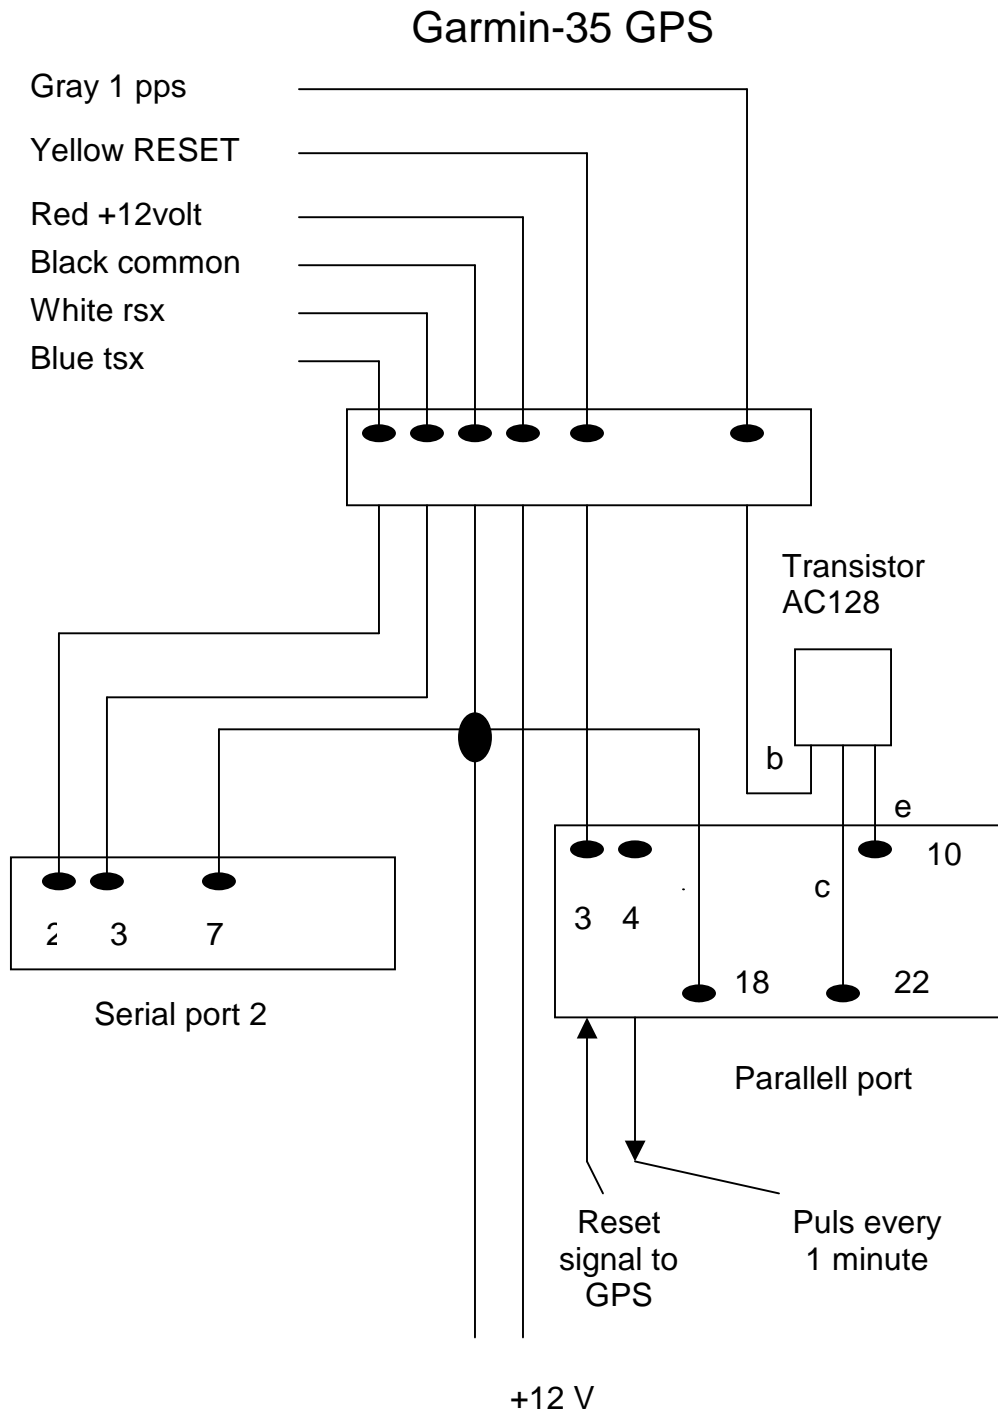 Garmin-35 GPS
Gray 1 pps
Yellow RESET
Red +12volt
Black common
White rsx
Blue tsx
Transistor
AC128
b
e
10
c
3 4
2 3 7
18 22
Serial port 2
Parallell port
Reset
signal to
GPS
Puls every
1 minute
+12 V